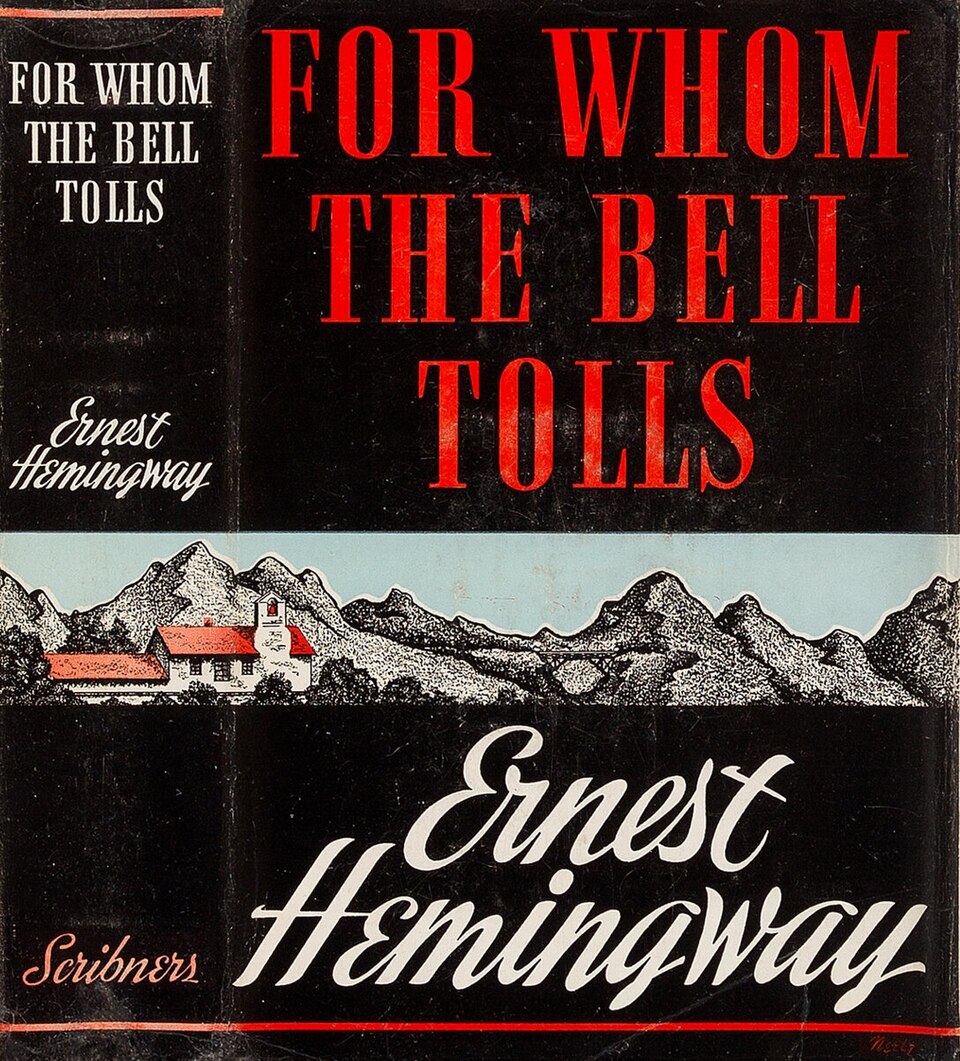 FOR WHOM
THE BELL
TOLLS
Ernest
Hemingway
Scribners
FOR WHOM
THE BELL
TOLLS
Ernest
Hemingway